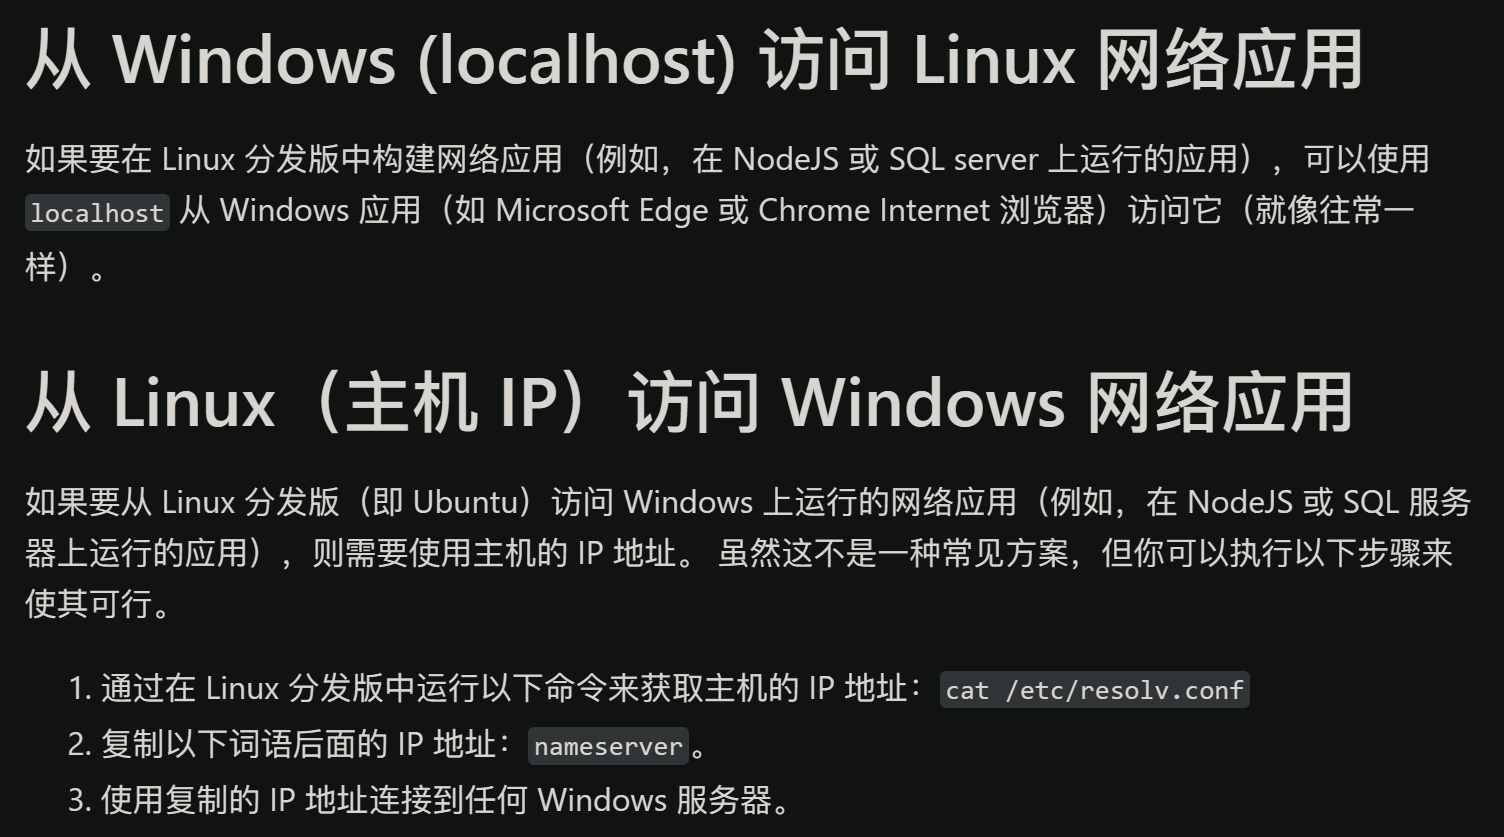 从 Windows (localhost) 访问 Linux 网络应用
如果要在 Linux 分发版中构建网络应用（例如，在 NodeJS 或 SQL server 上运行的应用），可以使用
localhost 从 Windows 应用（如 Microsoft Edge 或 Chrome Internet 浏览器）访问它（就像往常一
样）。
从 Linux（主机 IP）访问 Windows 网络应用
如果要从 Linux 分发版（即 Ubuntu）访问 Windows 上运行的网络应用（例如，在 NodeJS 或 SQL 服务
器上运行的应用），则需要使用主机的 IP 地址。 虽然这不是一种常见方案，但你可以执行以下步骤来
使其可行。
1. 通过在 Linux 分发版中运行以下命令来获取主机的 IP 地址：cat /etc/resolv.conf
2. 复制以下词语后面的 IP 地址：nameserver。
3. 使用复制的 IP 地址连接到任何 Windows 服务器。